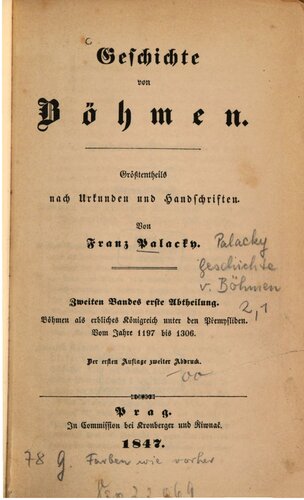 Geschichte
von
Böhmen.
Größtentheils
nach Urkunden und Handschriften.
Von
Franz Palacky.
Palacky
Geschichte
v. Böhmen
2,1
Zweiten Bandes erste Abtheilung.
Böhmen als erbliches Königreich unter den Přemysliden.
Vom Jahre 1197 bis 1306.
Der ersten Auflage zweiter Abdruck.
Prag.
In Commission bei Kronberger und Řiwnač.
1847.
78 G. Farben wie vorher